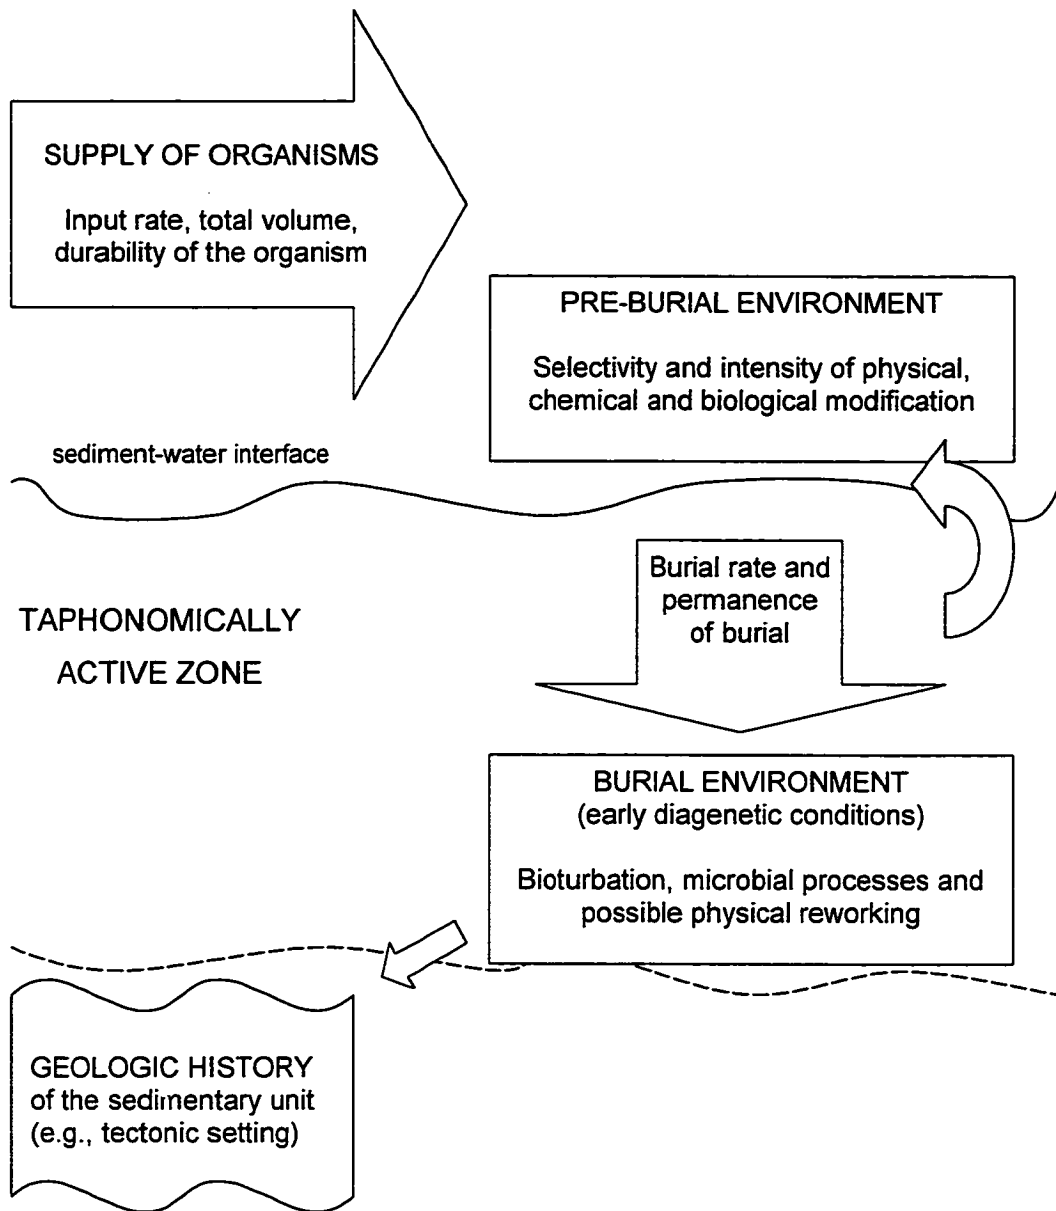 SUPPLY OF ORGANISMS
Input rate, total volume,
durability of the organism
PRE-BURIAL ENVIRONMENT
Selectivity and intensity of physical,
chemical and biological modification
sediment-water interface
Burial rate and
permanence
of burial
TAPHONOMICALLY
ACTIVE ZONE
BURIAL ENVIRONMENT
(early diagenetic conditions)
Bioturbation, microbial processes and
possible physical reworking
GEOLOGIC HISTORY
of the sedimentary unit
(e.g., tectonic setting)